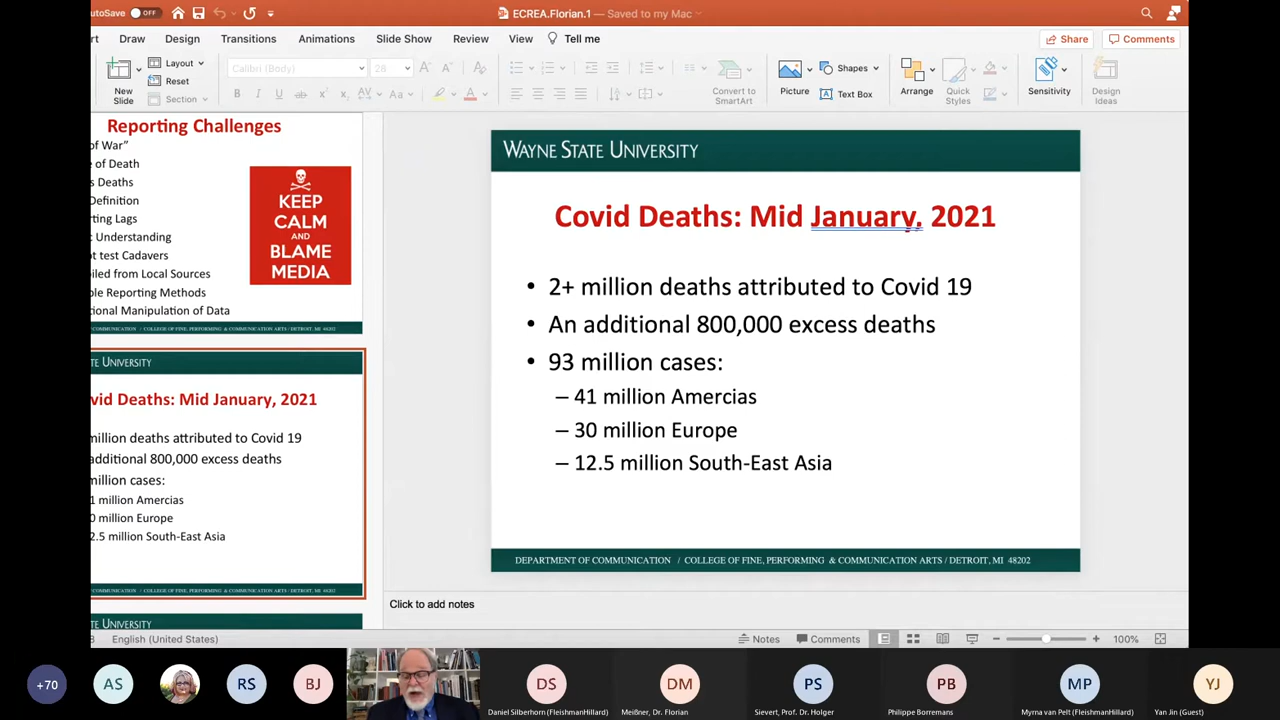 utoSave OFF
ECREA.Florian.1 — Saved to my Mac
rt Draw Design Transitions Animations Slide Show Review View Tell me
Share Comments
New Slide
Layout
Reset
Section
Calibri (Body) 28
Convert to SmartArt
Picture
Shapes
Text Box
Arrange
Quick Styles
Sensitivity
Design Ideas
Reporting Challenges
of War”
e of Death
s Deaths
Definition
rting Lags
c Understanding
ot test Cadavers
piled from Local Sources
ple Reporting Methods
tional Manipulation of Data
KEEP
CALM
AND
BLAME
MEDIA
COMMUNICATION / COLLEGE OF FINE, PERFORMING & COMMUNICATION ARTS / DETROIT, MI 48202
TE UNIVERSITY
vid Deaths: Mid January, 2021
million deaths attributed to Covid 19
additional 800,000 excess deaths
million cases:
1 million Amercias
0 million Europe
2.5 million South-East Asia
COMMUNICATION / COLLEGE OF FINE, PERFORMING & COMMUNICATION ARTS / DETROIT, MI 48202
TE UNIVERSITY
WAYNE STATE UNIVERSITY
Covid Deaths: Mid January, 2021
• 2+ million deaths attributed to Covid 19
• An additional 800,000 excess deaths
• 93 million cases:
– 41 million Amercias
– 30 million Europe
– 12.5 million South-East Asia
DEPARTMENT OF COMMUNICATION / COLLEGE OF FINE, PERFORMING & COMMUNICATION ARTS / DETROIT, MI 48202
Click to add notes
3 English (United States)
Notes Comments
100%
+70 AS RS BJ DS DM PS PB MP YJ
Daniel Silberhorn (FleishmanHillard) Meißner, Dr. Florian Sievert, Prof. Dr. Holger Philippe Borremans Myrna van Pelt (FleishmanHillard) Yan Jin (Guest)